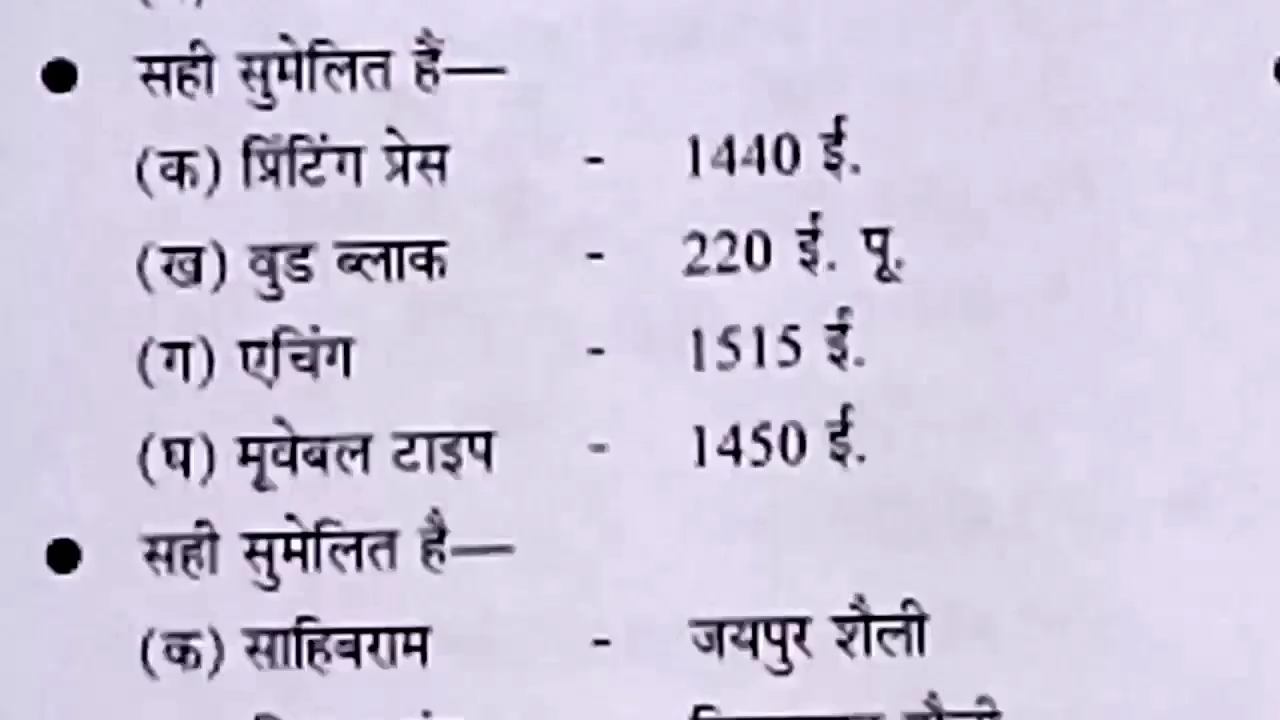 ● सही सुमेलित हैं—
(क) प्रिंटिंग प्रेस - 1440 ई.
(ख) वुड ब्लाक - 220 ई. पू.
(ग) एचिंग - 1515 ई.
(घ) मूवेबल टाइप - 1450 ई.
● सही सुमेलित है—
(क) साहिबराम - जयपुर शैली